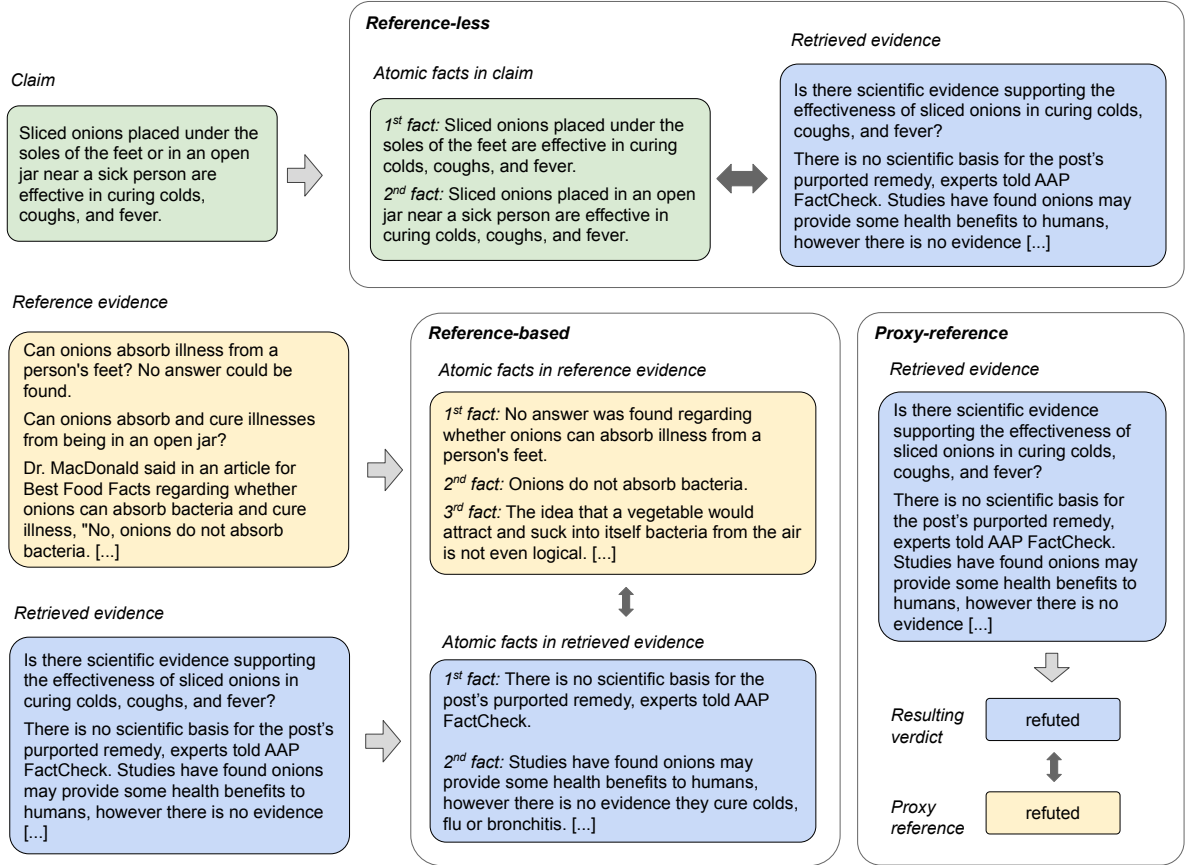 Claim
Sliced onions placed under the
soles of the feet or in an open
jar near a sick person are
effective in curing colds,
coughs, and fever.
Reference-less
Atomic facts in claim
1st fact: Sliced onions placed under the
soles of the feet are effective in curing
colds, coughs, and fever.
2nd fact: Sliced onions placed in an open
jar near a sick person are effective in
curing colds, coughs, and fever.
Retrieved evidence
Is there scientific evidence supporting the
effectiveness of sliced onions in curing colds,
coughs, and fever?
There is no scientific basis for the post's
purported remedy, experts told AAP
FactCheck. Studies have found onions may
provide some health benefits to humans,
however there is no evidence [...]
Reference evidence
Can onions absorb illness from a
person's feet? No answer could be
found.
Can onions absorb and cure illnesses
from being in an open jar?
Dr. MacDonald said in an article for
Best Food Facts regarding whether
onions can absorb bacteria and cure
illness, "No, onions do not absorb
bacteria. [...]
Retrieved evidence
Is there scientific evidence supporting
the effectiveness of sliced onions in
curing colds, coughs, and fever?
There is no scientific basis for the post's
purported remedy, experts told AAP
FactCheck. Studies have found onions
may provide some health benefits to
humans, however there is no evidence
[...]
Reference-based
Atomic facts in reference evidence
1st fact: No answer was found regarding
whether onions can absorb illness from a
person's feet.
2nd fact: Onions do not absorb bacteria.
3rd fact: The idea that a vegetable would
attract and suck into itself bacteria from the air
is not even logical. [...]
Atomic facts in retrieved evidence
1st fact: There is no scientific basis for the
post's purported remedy, experts told AAP
FactCheck.
2nd fact: Studies have found onions may
provide some health benefits to humans,
however there is no evidence they cure colds,
flu or bronchitis. [...]
Proxy-reference
Retrieved evidence
Is there scientific evidence
supporting the effectiveness of
sliced onions in curing colds,
coughs, and fever?
There is no scientific basis for
the post's purported remedy,
experts told AAP FactCheck.
Studies have found onions may
provide some health benefits to
humans, however there is no
evidence [...]
Resulting
verdict
refuted
Proxy
reference
refuted